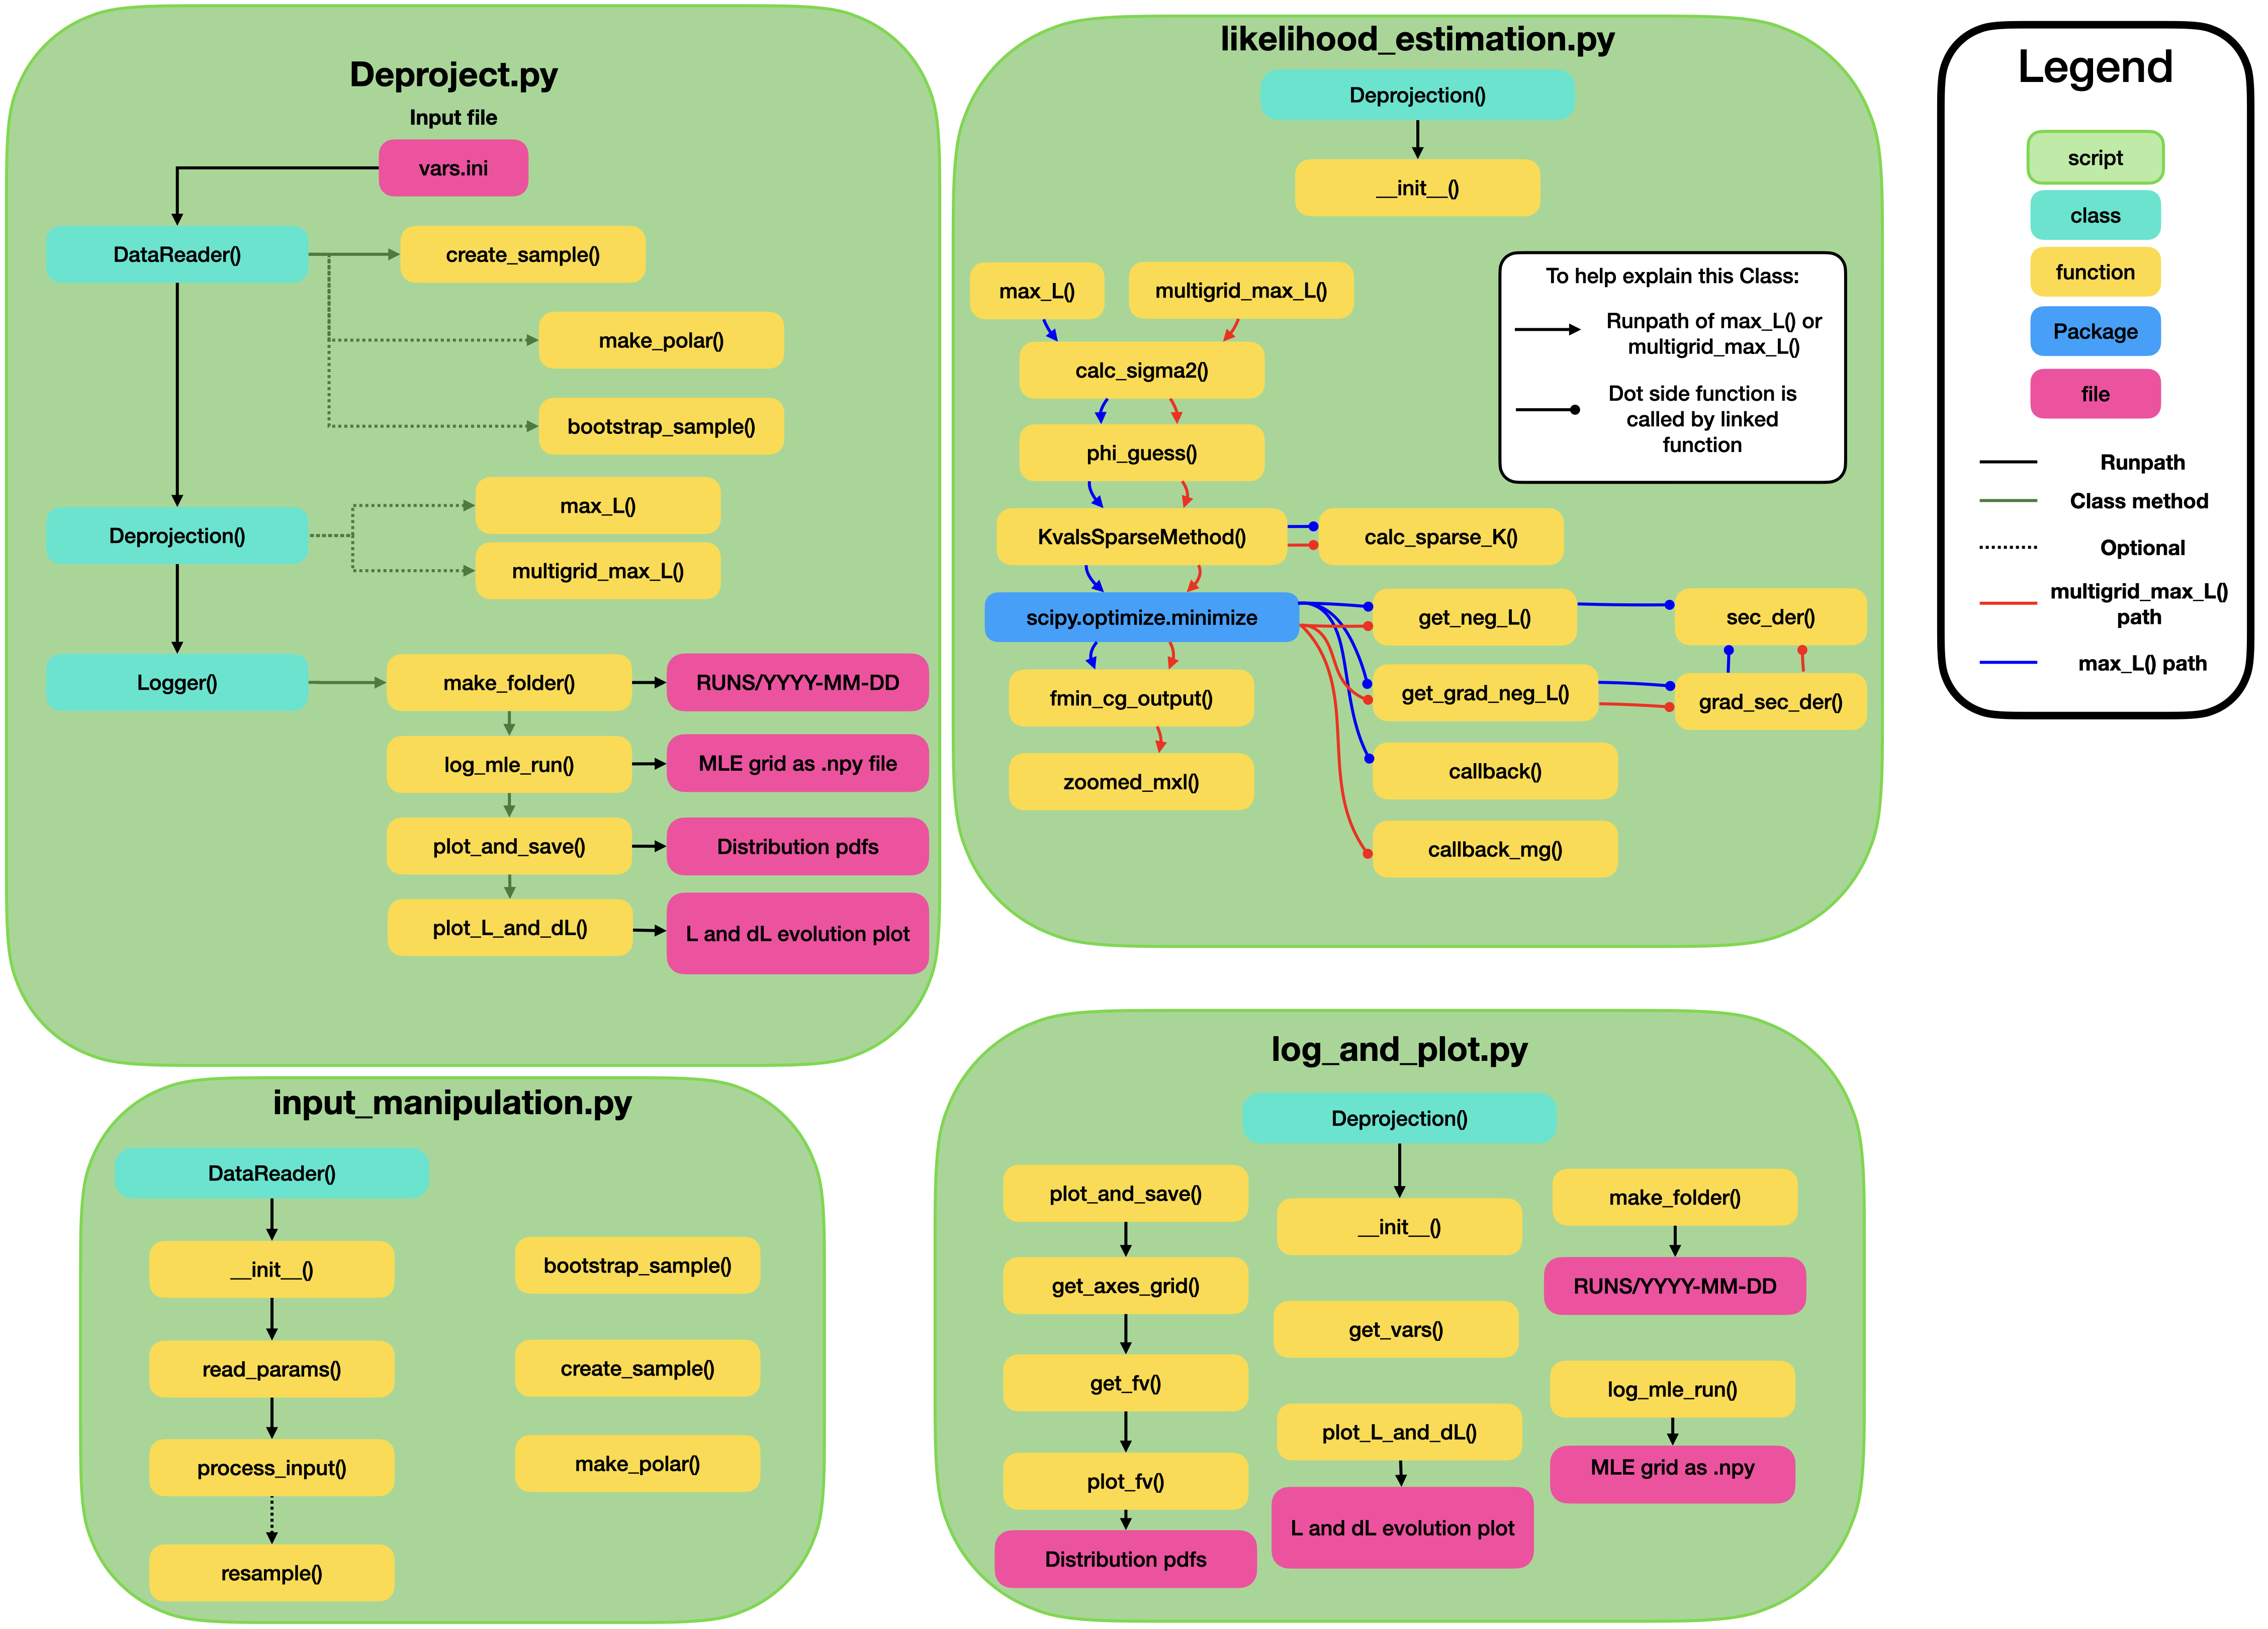 Deproject.py
Input file
vars.ini
DataReader()
create_sample()
make_polar()
bootstrap_sample()
Deprojection()
max_L()
multigrid_max_L()
Logger()
make_folder()
RUNS/YYYY-MM-DD
log_mle_run()
MLE grid as .npy file
plot_and_save()
Distribution pdfs
plot_L_and_dL()
L and dL evolution plot
likelihood_estimation.py
Deprojection()
__init__()
max_L()
multigrid_max_L()
To help explain this Class:
Runpath of max_L() or
multigrid_max_L()
Dot side function is
called by linked
function
calc_sigma2()
phi_guess()
KvalsSparseMethod()
calc_sparse_K()
scipy.optimize.minimize
get_neg_L()
sec_der()
fmin_cg_output()
get_grad_neg_L()
grad_sec_der()
zoomed_mxl()
callback()
callback_mg()
Legend
script
class
function
Package
file
Runpath
Class method
Optional
multigrid_max_L()
path
max_L() path
input_manipulation.py
DataReader()
__init__()
bootstrap_sample()
read_params()
create_sample()
process_input()
make_polar()
resample()
log_and_plot.py
Deprojection()
plot_and_save()
__init__()
make_folder()
get_axes_grid()
RUNS/YYYY-MM-DD
get_vars()
get_fv()
log_mle_run()
plot_L_and_dL()
plot_fv()
MLE grid as .npy
L and dL evolution plot
Distribution pdfs